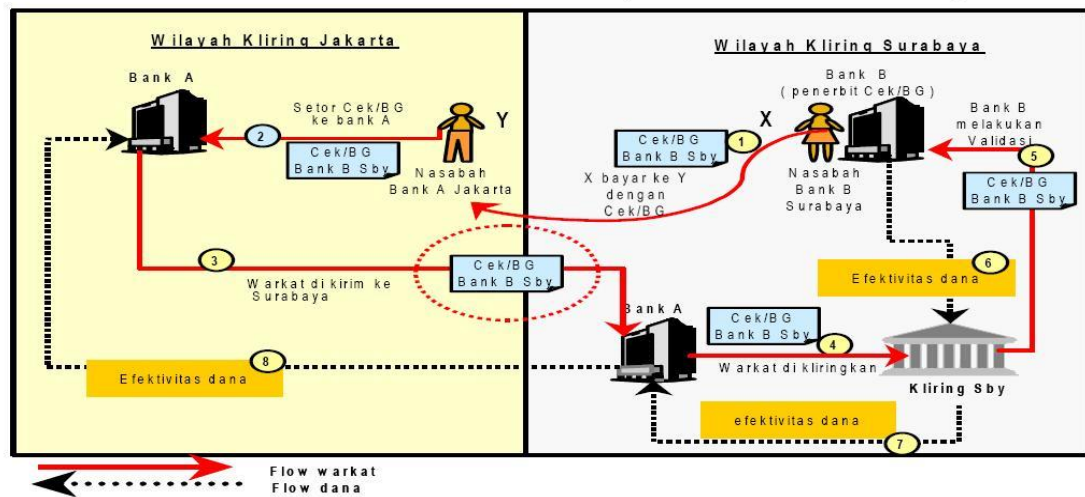 Wilayah Kliring Jakarta
Bank A
Setor Cek/BG
ke bank A
2
Cek/BG
Bank B Sby
Y
Nasabah
Bank A Jakarta
3
Warkat di kirim ke
Surabaya
Cek/BG
Bank B Sby
8
Efektivitas dana
Wilayah Kliring Surabaya
Bank B
( penerbit Cek/BG )
X
Cek/BG
Bank B Sby
1
X bayar ke Y
dengan
Cek/BG
Nasabah
Bank B
Surabaya
Bank B
melakukan
Validasi
5
Cek/BG
Bank B Sby
6
Efektivitas dana
Bank A
Cek/BG
Bank B Sby
4
Warkat di kliringkan
Kliring Sby
efektivitas dana
7
Flow warkat
Flow dana